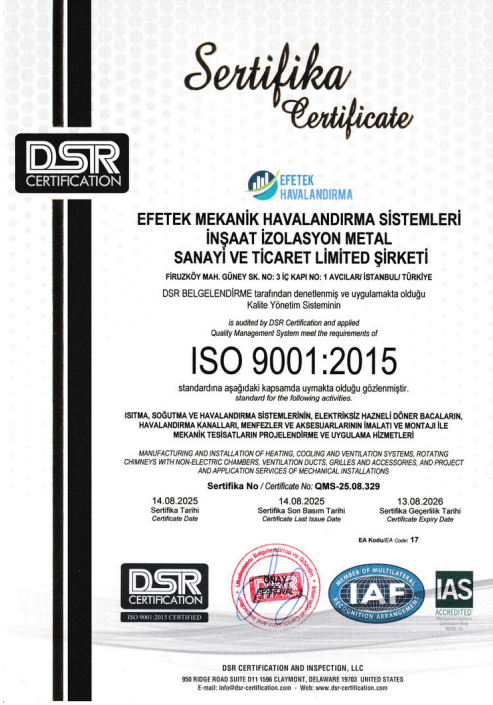 Sertifika
Certificate
DSR
CERTIFICATION
EFETEK
HAVALANDIRMA
EFETEK MEKANİK HAVALANDIRMA SİSTEMLERİ
İNŞAAT İZOLASYON METAL
SANAYİ VE TİCARET LİMİTED ŞİRKETİ
FİRUZKÖY MAH. GÜNEY SK. NO: 3 İÇ KAPI NO: 1 AVCILAR/ İSTANBUL/ TÜRKİYE
DSR BELGELENDİRME tarafından denetlenmiş ve uygulamakta olduğu
Kalite Yönetim Sisteminin
is audited by DSR Certification and applied
Quality Management System meet the requirements of
ISO 9001:2015
standardına aşağıdaki kapsamda uymakta olduğu gözlenmiştir.
standard for the following activities.
ISITMA, SOĞUTMA VE HAVALANDIRMA SİSTEMLERİNİN, ELEKTRİKSİZ HAZNELİ DÖNER BACALARIN,
HAVALANDIRMA KANALLARI, MENFEZLER VE AKSESUARLARININ İMALATI VE MONTAJI İLE
MEKANİK TESİSATLARIN PROJELENDİRME VE UYGULAMA HİZMETLERİ
MANUFACTURING AND INSTALLATION OF HEATING, COOLING AND VENTILATION SYSTEMS, ROTATING
CHIMNEYS WITH NON-ELECTRIC CHAMBERS, VENTILATION DUCTS, GRILLES AND ACCESSORIES, AND PROJECT
AND APPLICATION SERVICES OF MECHANICAL INSTALLATIONS
Sertifika No / Certificate No: QMS-25.08.329
14.08.2025 14.08.2025 13.08.2026
Sertifika Tarihi Sertifika Son Basım Tarihi Sertifika Geçerlilik Tarihi
Certificate Date Certificate Last Issue Date Certificate Expiry Date
EA Kodu/EA Code: 17
DSR
CERTIFICATION
ISO 9001:2015 CERTIFIED
ONAY
APPROVAL
MEMBER OF MULTILATERAL
IAF
RECOGNITION ARRANGEMENT
IAS
ACCREDITED
Management Systems
Certification Body
DSR CERTIFICATION AND INSPECTION, LLC
950 RIDGE ROAD SUITE D11 1596 CLAYMONT, DELAWARE 19703 UNITED STATES
E-mail: info@dsr-certification.com - Web: www.dsr-certification.com